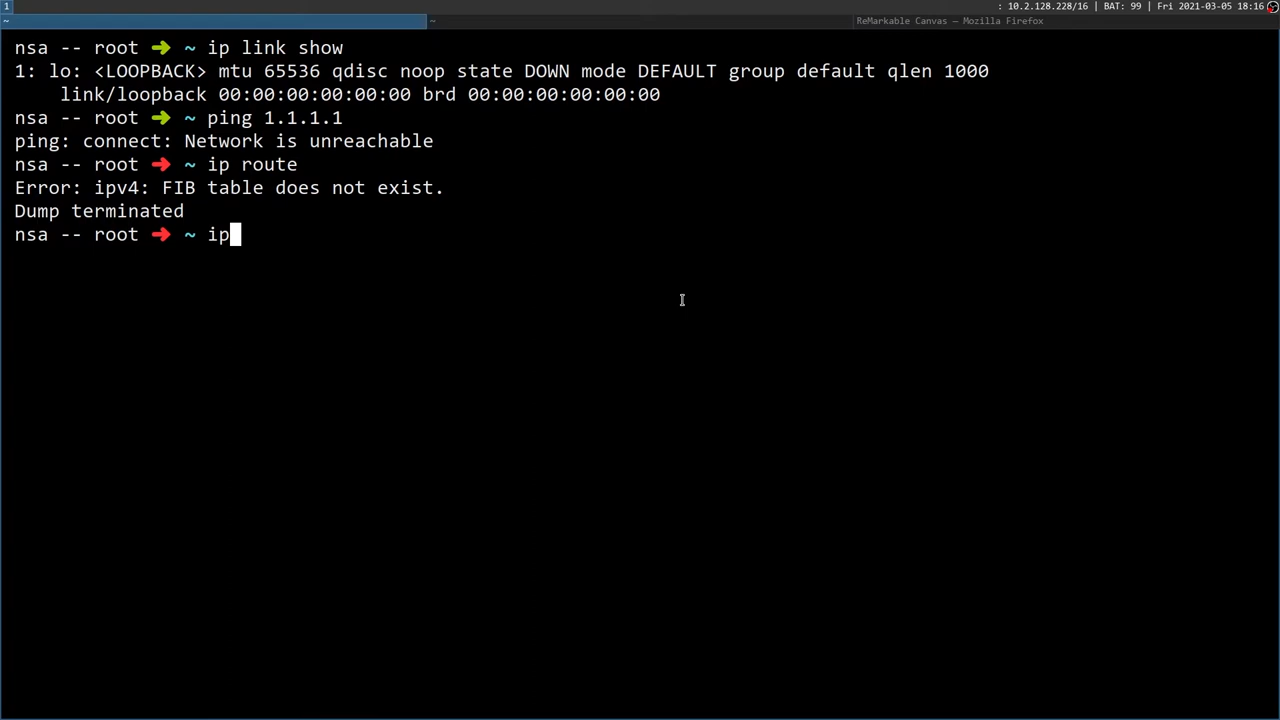 1
: 10.2.128.228/16 | BAT: 99 | Fri 2021-03-05 18:16
~
~
ReMarkable Canvas — Mozilla Firefox
nsa -- root ➜ ~ ip link show
1: lo: <LOOPBACK> mtu 65536 qdisc noop state DOWN mode DEFAULT group default qlen 1000
    link/loopback 00:00:00:00:00:00 brd 00:00:00:00:00:00
nsa -- root ➜ ~ ping 1.1.1.1
ping: connect: Network is unreachable
nsa -- root ➜ ~ ip route
Error: ipv4: FIB table does not exist.
Dump terminated
nsa -- root ➜ ~ ip